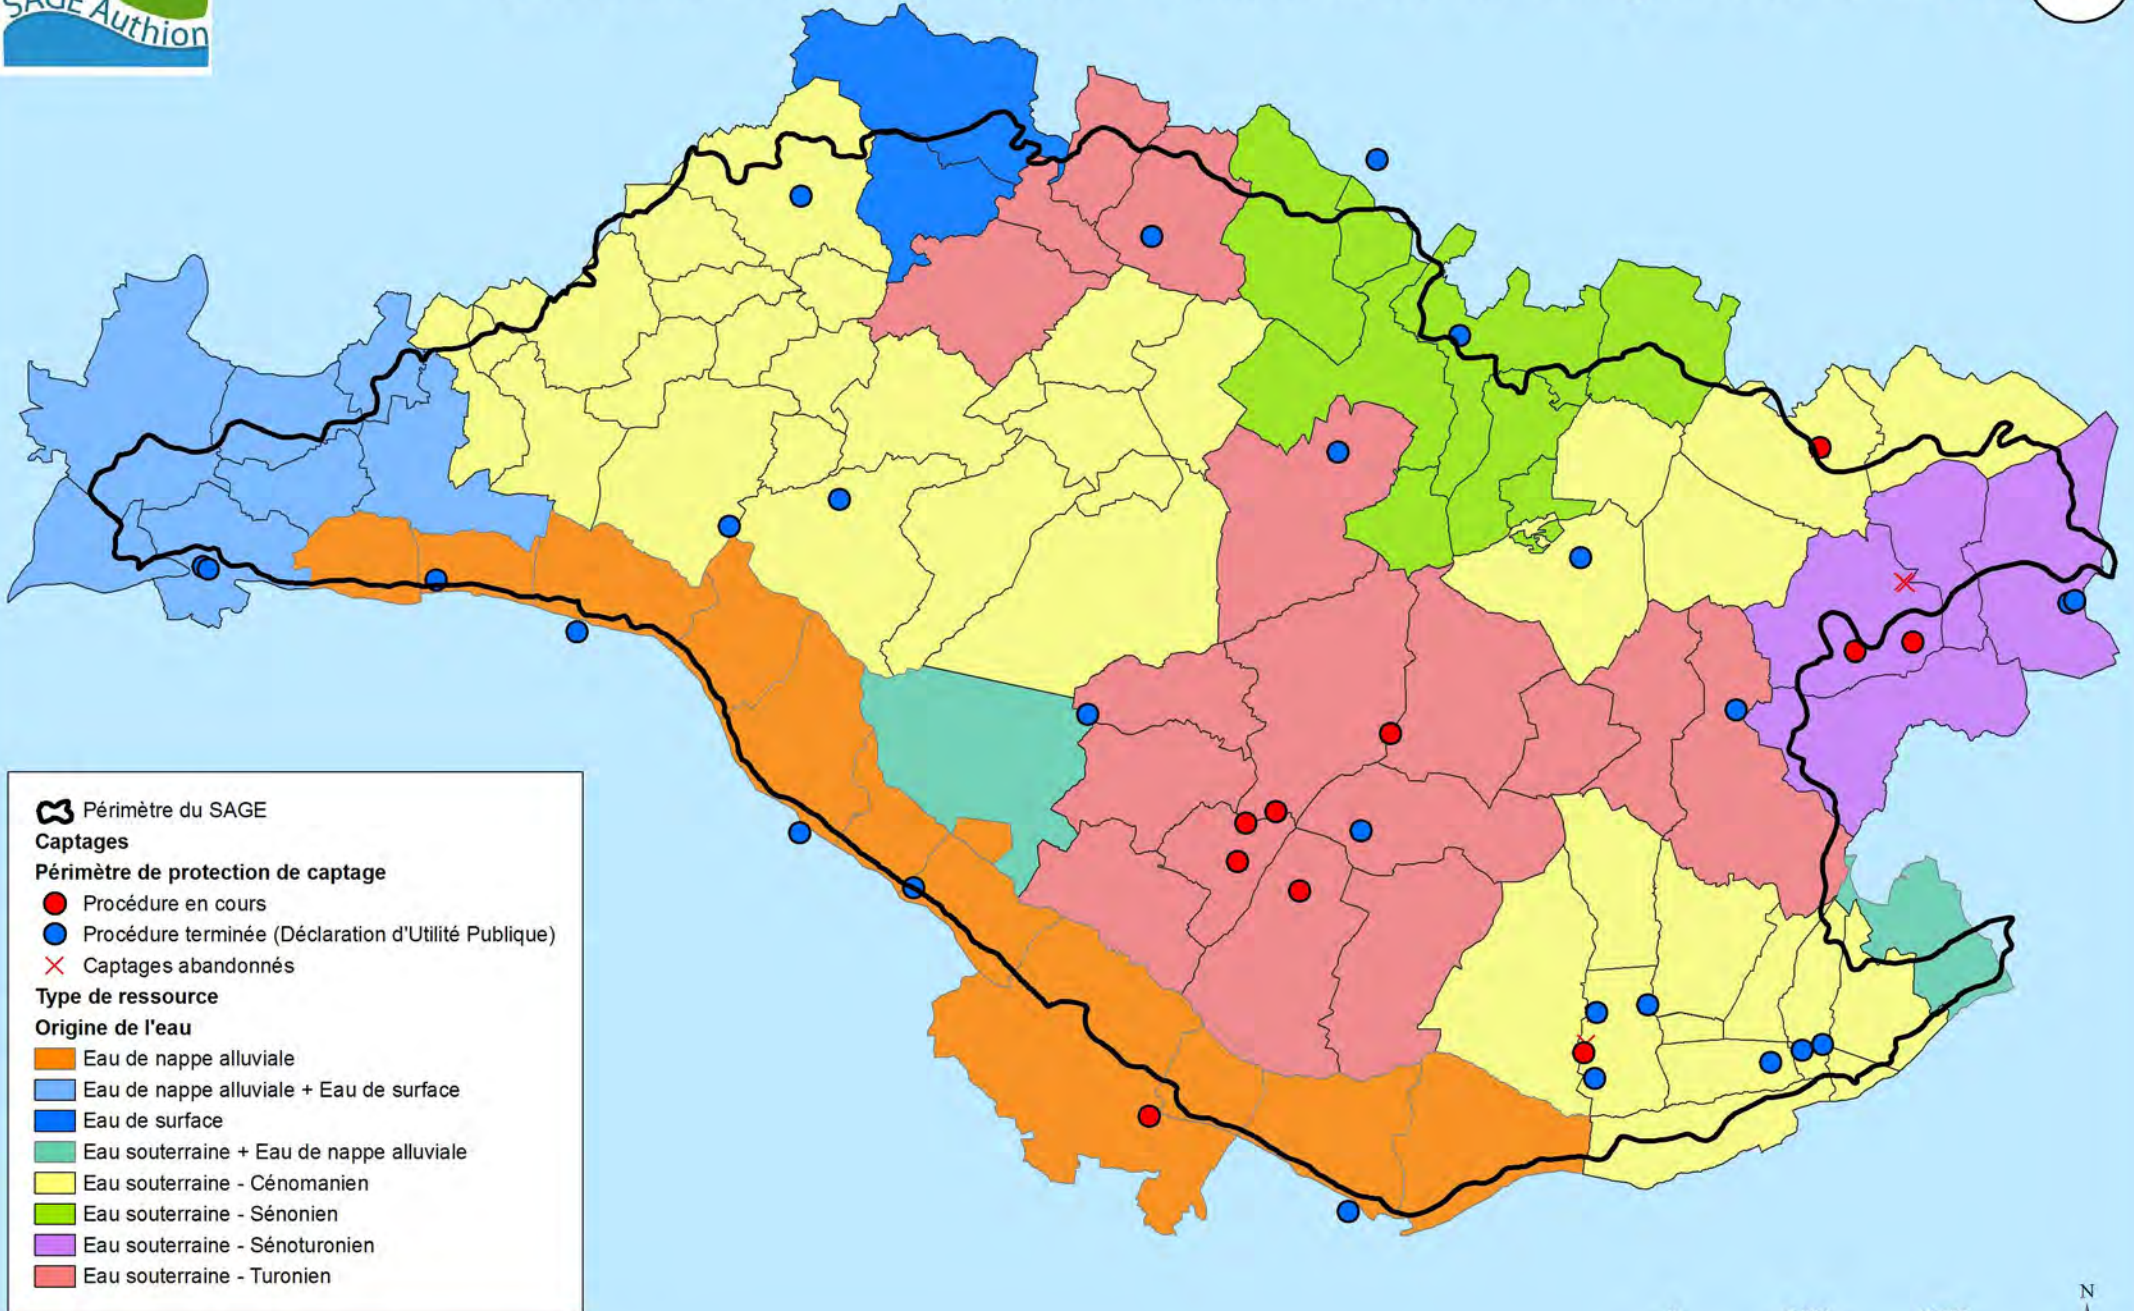 SAGE Authion
Périmètre du SAGE
Captages
Périmètre de protection de captage
Procédure en cours
Procédure terminée (Déclaration d'Utilité Publique)
Captages abandonnés
Type de ressource
Origine de l'eau
Eau de nappe alluviale
Eau de nappe alluviale + Eau de surface
Eau de surface
Eau souterraine + Eau de nappe alluviale
Eau souterraine - Cénomanien
Eau souterraine - Sénonien
Eau souterraine - Sénoturonien
Eau souterraine - Turonien
N